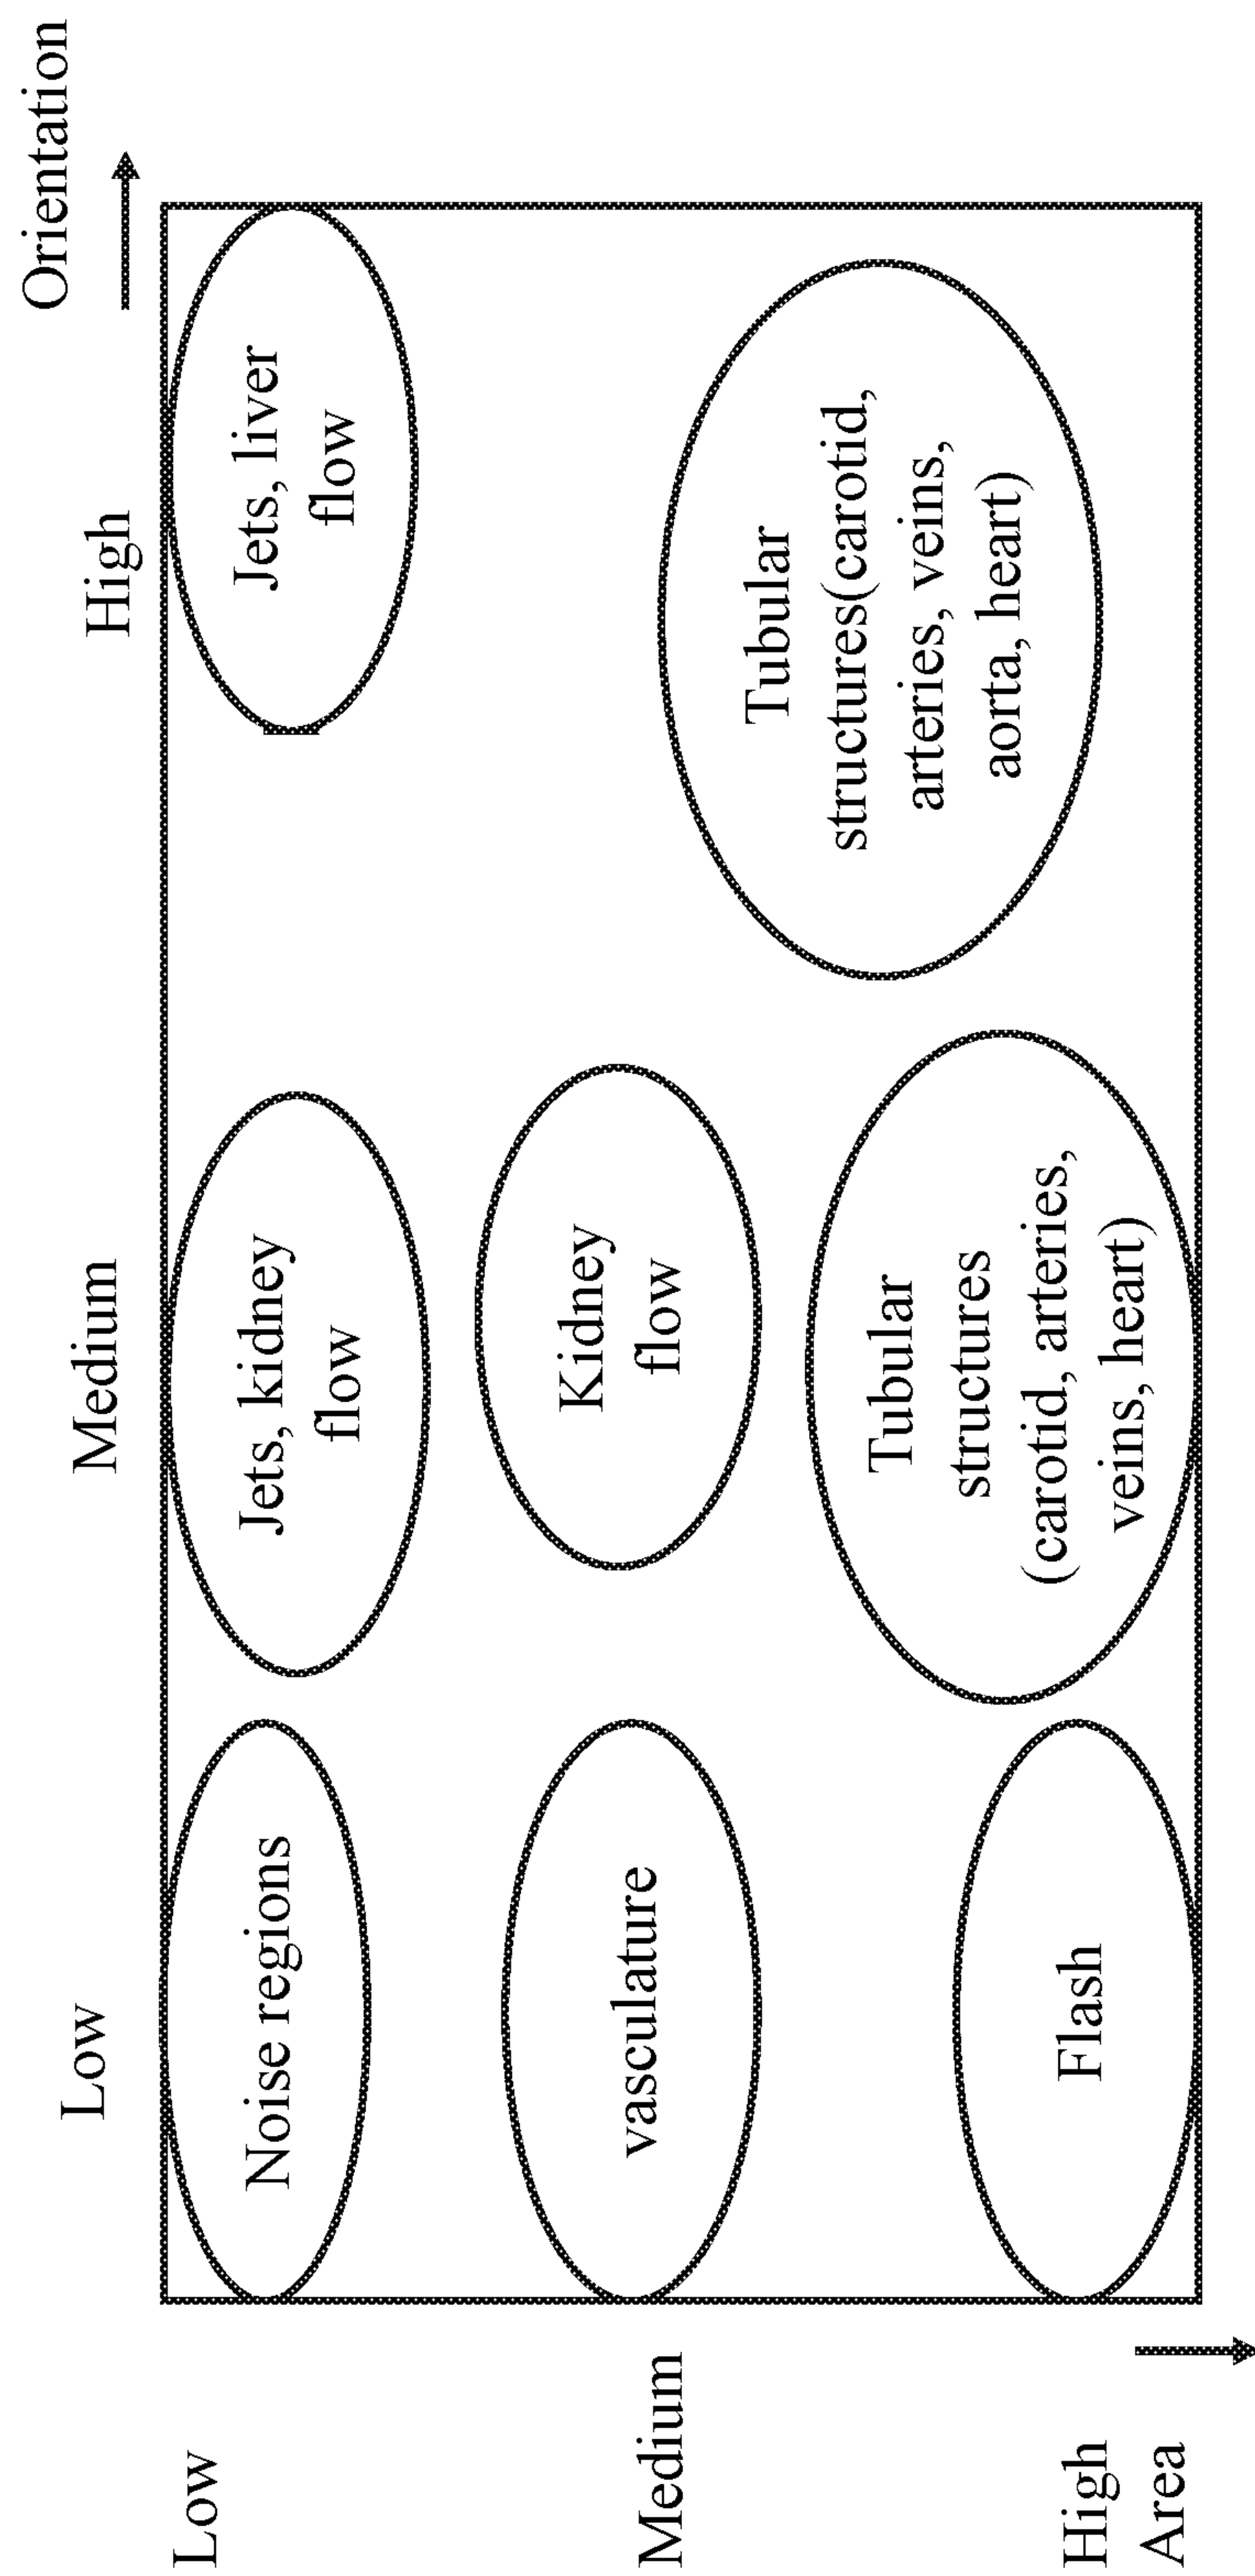 Orientation
Low
Medium
High
Low
Noise regions
Jets, kidney
flow
Jets, liver
flow
Medium
vasculature
Kidney
flow
Tubular
structures(carotid,
arteries, veins,
aorta, heart)
High
Area
Flash
Tubular
structures
(carotid, arteries,
veins, heart)